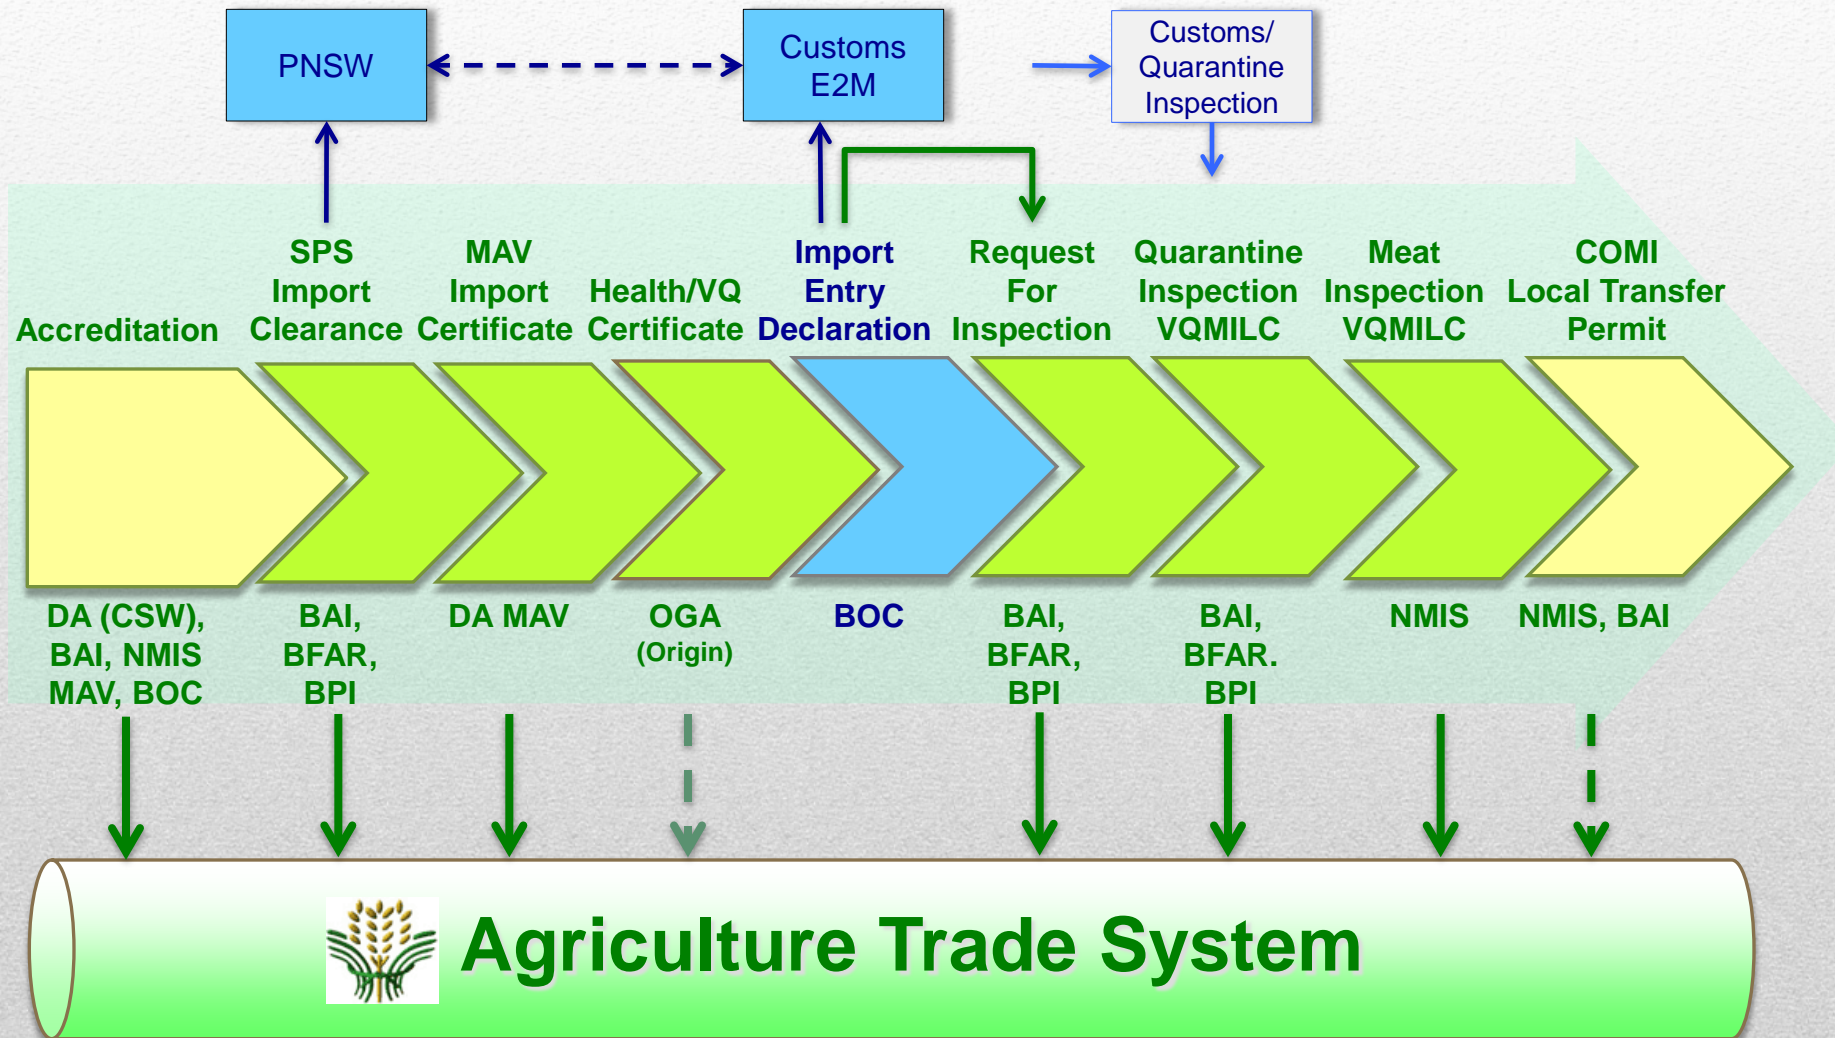 PNSW
Customs
E2M
Customs/
Quarantine
Inspection
Accreditation
SPS
Import
Clearance
MAV
Import
Certificate
Health/VQ
Certificate
Import
Entry
Declaration
Request
For
Inspection
Quarantine
Inspection
VQMILC
Meat
Inspection
VQMILC
COMI
Local Transfer
Permit
DA (CSW),
BAI, NMIS
MAV, BOC
BAI,
BFAR,
BPI
DA MAV
OGA
(Origin)
BOC
BAI,
BFAR,
BPI
BAI,
BFAR.
BPI
NMIS
NMIS, BAI
Agriculture Trade System